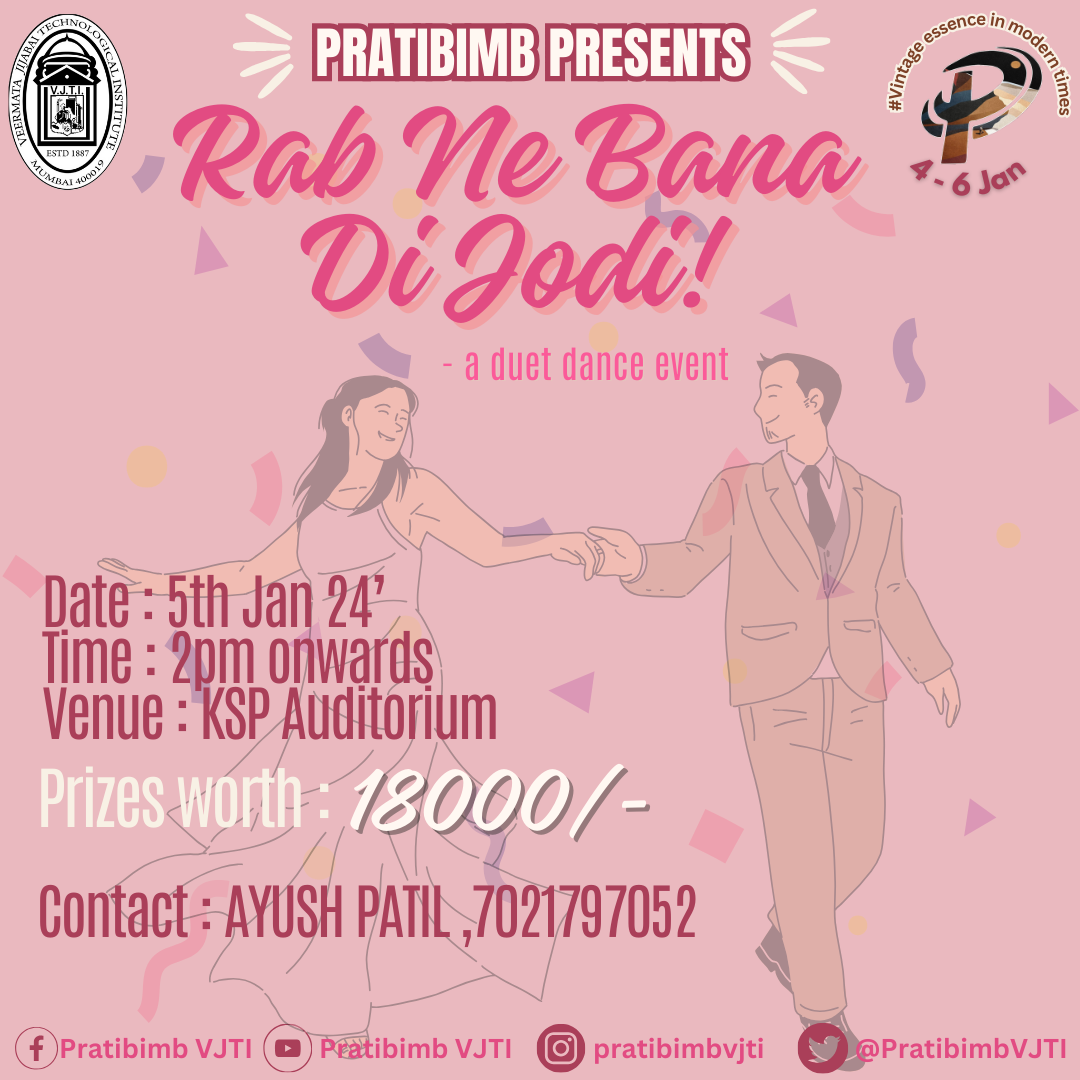 PRATIBIMB PRESENTS
VEERMATA JIJABAI TECHNOLOGICAL INSTITUTE
V.J.T.I.
ESTD 1887
MUMBAI 400019
#Vintage essence in modern times
4 - 6 Jan
Rab Ne Bana
Di Jodi!
- a duet dance event
Date : 5th Jan 24’
Time : 2pm onwards
Venue : KSP Auditorium
Prizes worth : 18000/-
Contact : AYUSH PATIL ,7021797052
Pratibimb VJTI Pratibimb VJTI pratibimbvjti @PratibimbVJTI